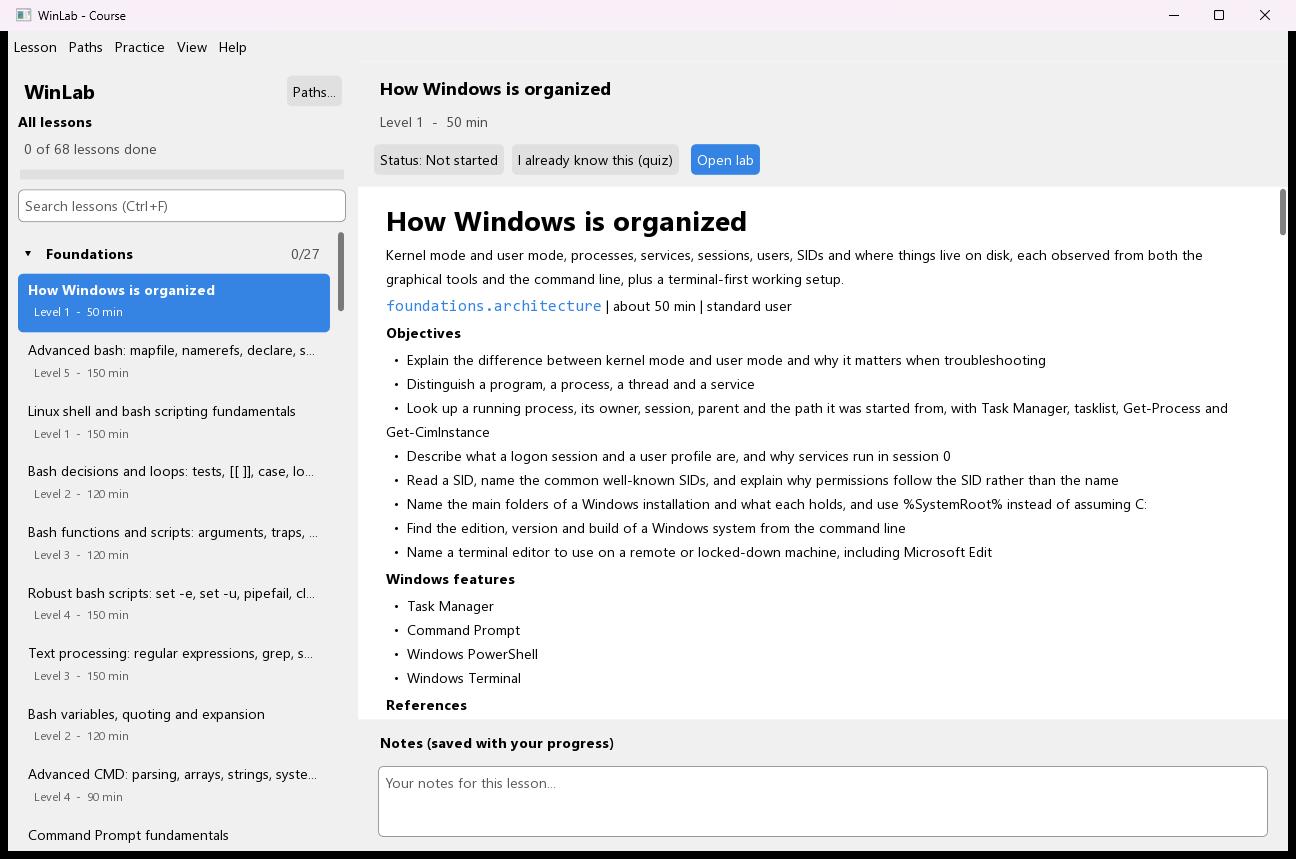 WinLab - Course
Lesson Paths Practice View Help
WinLab
Paths...
All lessons
0 of 68 lessons done
Search lessons (Ctrl+F)
Foundations 0/27
How Windows is organized
Level 1 - 50 min
Advanced bash: mapfile, namerefs, declare, s...
Level 5 - 150 min
Linux shell and bash scripting fundamentals
Level 1 - 150 min
Bash decisions and loops: tests, [[ ]], case, lo...
Level 2 - 120 min
Bash functions and scripts: arguments, traps, ...
Level 3 - 120 min
Robust bash scripts: set -e, set -u, pipefail, cl...
Level 4 - 150 min
Text processing: regular expressions, grep, s...
Level 3 - 150 min
Bash variables, quoting and expansion
Level 2 - 120 min
Advanced CMD: parsing, arrays, strings, syste...
Level 4 - 90 min
Command Prompt fundamentals
How Windows is organized
Level 1 - 50 min
Status: Not started I already know this (quiz) Open lab
How Windows is organized
Kernel mode and user mode, processes, services, sessions, users, SIDs and where things live on disk, each observed from both the
graphical tools and the command line, plus a terminal-first working setup.
foundations.architecture | about 50 min | standard user
Objectives
• Explain the difference between kernel mode and user mode and why it matters when troubleshooting
• Distinguish a program, a process, a thread and a service
• Look up a running process, its owner, session, parent and the path it was started from, with Task Manager, tasklist, Get-Process and
Get-CimInstance
• Describe what a logon session and a user profile are, and why services run in session 0
• Read a SID, name the common well-known SIDs, and explain why permissions follow the SID rather than the name
• Name the main folders of a Windows installation and what each holds, and use %SystemRoot% instead of assuming C:
• Find the edition, version and build of a Windows system from the command line
• Name a terminal editor to use on a remote or locked-down machine, including Microsoft Edit
Windows features
• Task Manager
• Command Prompt
• Windows PowerShell
• Windows Terminal
References
Notes (saved with your progress)
Your notes for this lesson...